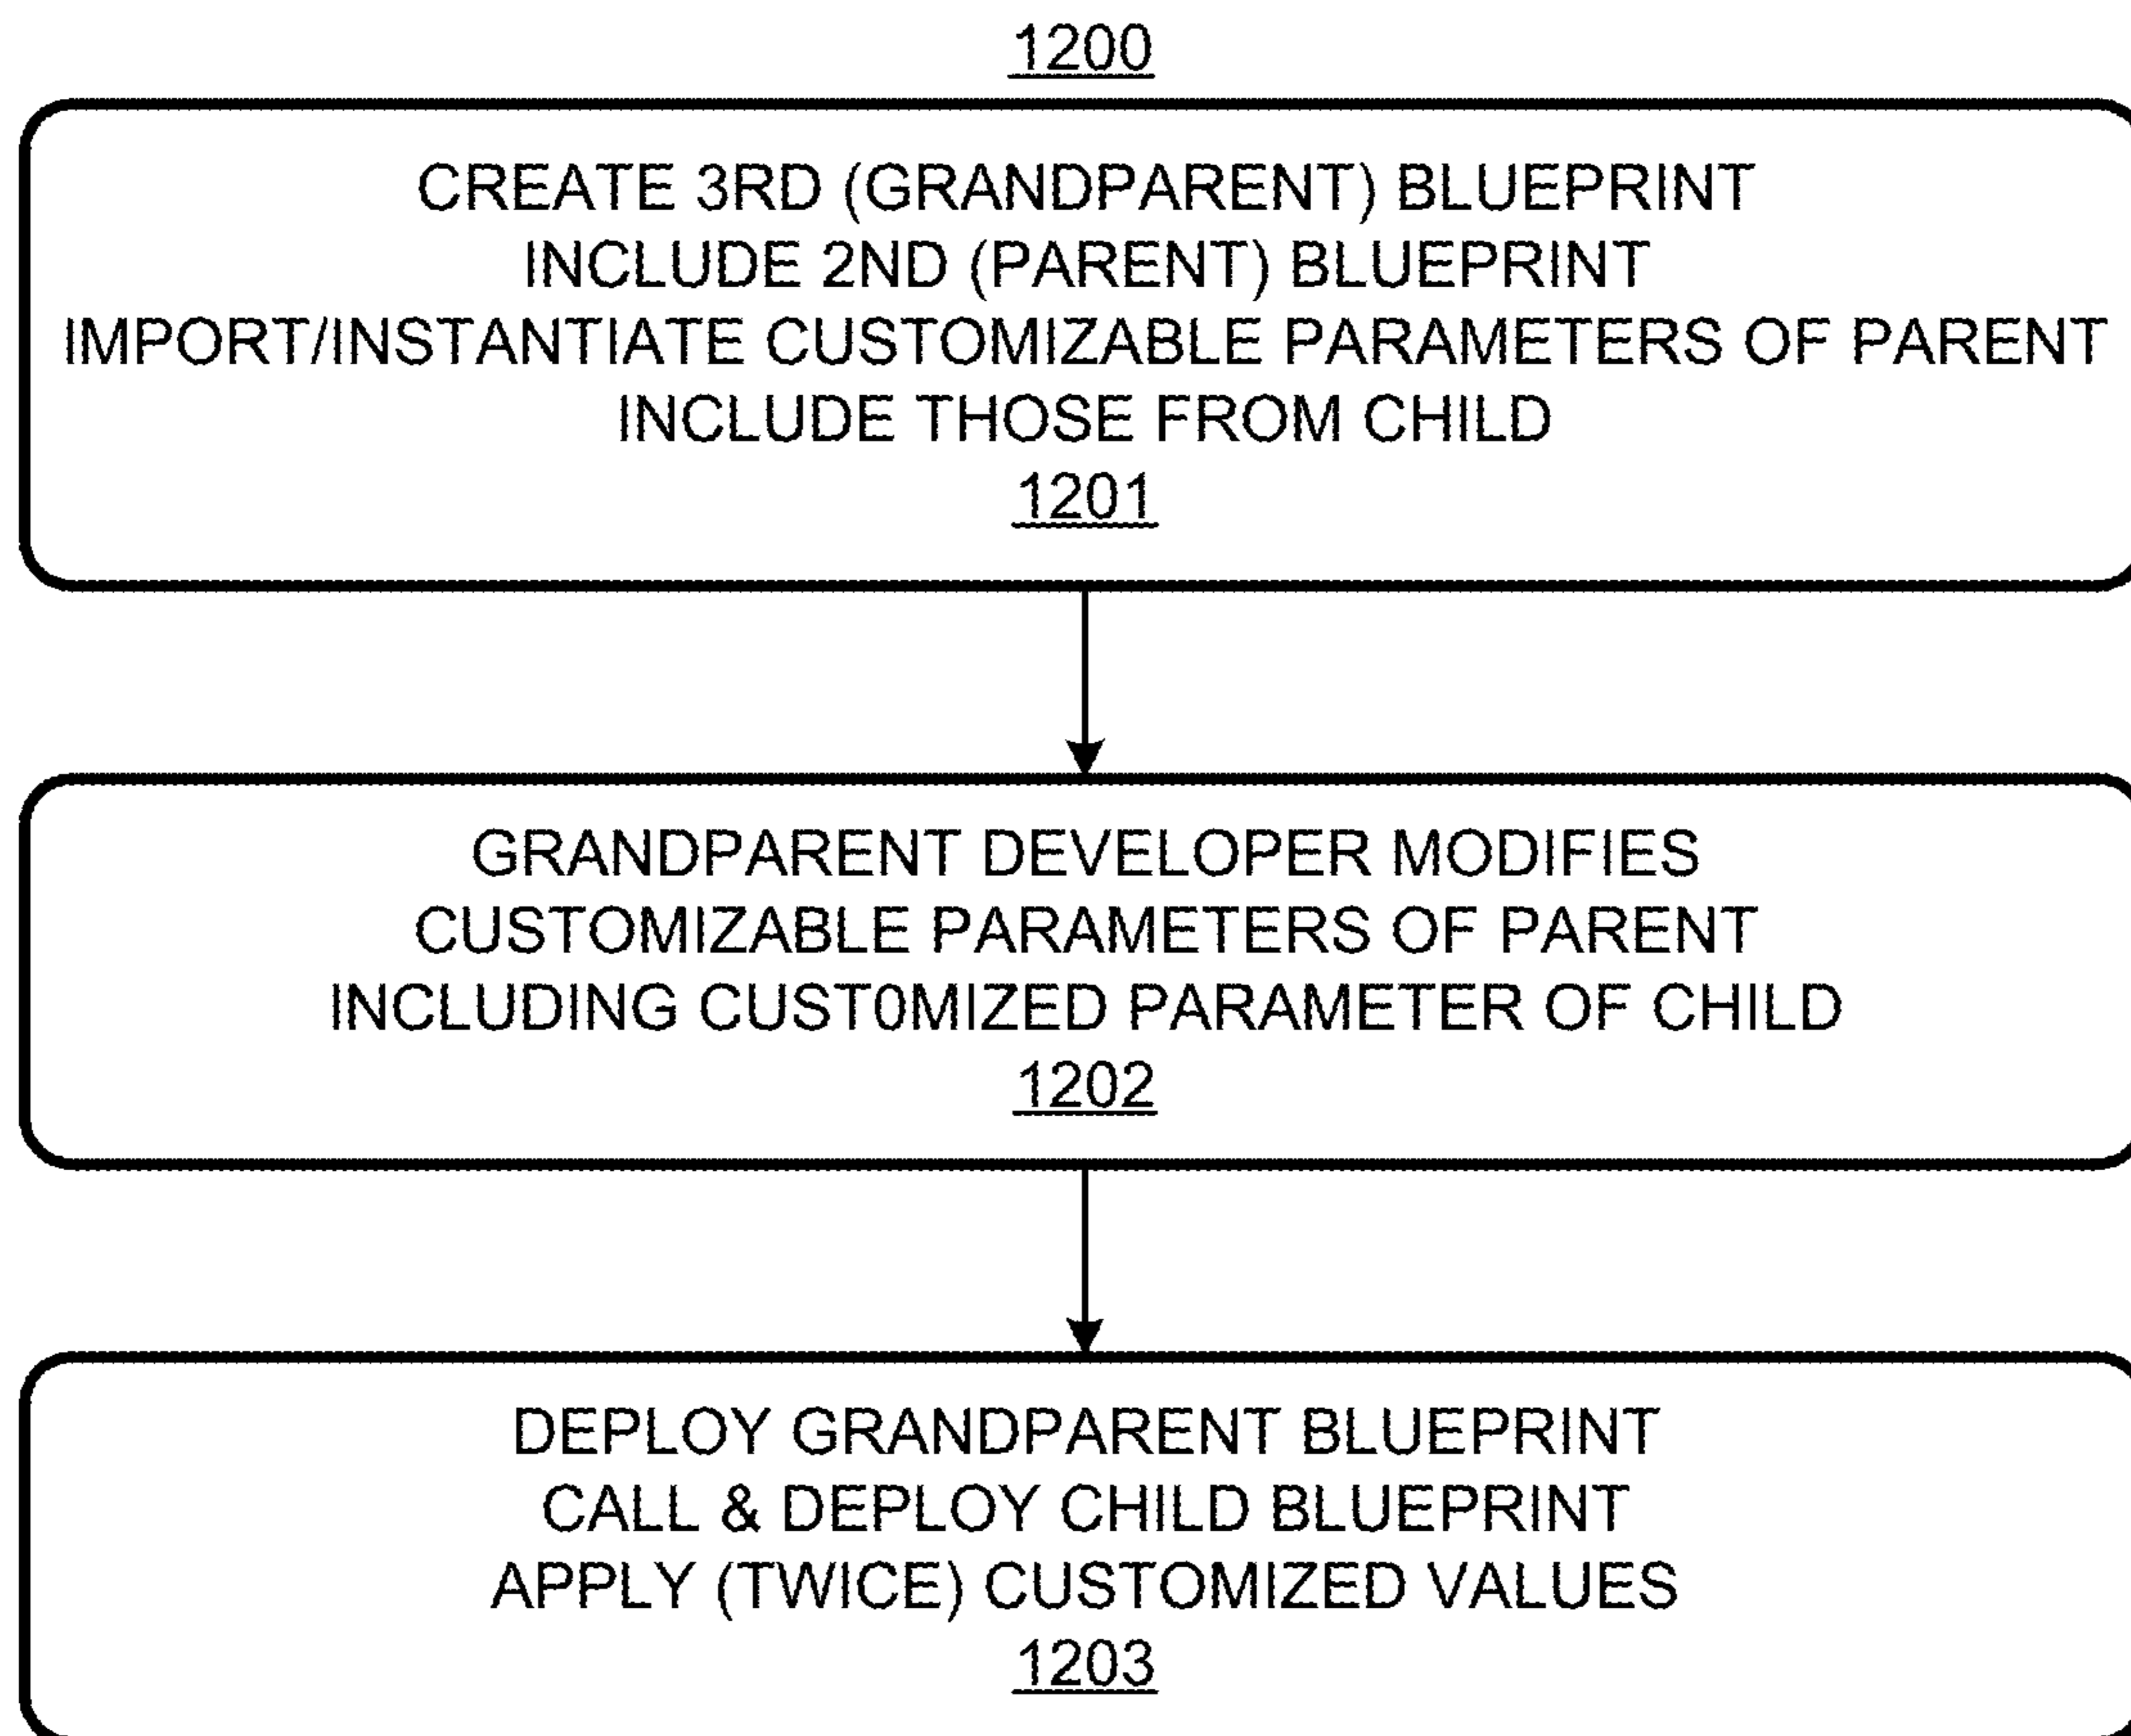 1200
CREATE 3RD (GRANDPARENT) BLUEPRINT
INCLUDE 2ND (PARENT) BLUEPRINT
IMPORT/INSTANTIATE CUSTOMIZABLE PARAMETERS OF PARENT
INCLUDE THOSE FROM CHILD
1201
GRANDPARENT DEVELOPER MODIFIES
CUSTOMIZABLE PARAMETERS OF PARENT
INCLUDING CUST0MIZED PARAMETER OF CHILD
1202
DEPLOY GRANDPARENT BLUEPRINT
CALL & DEPLOY CHILD BLUEPRINT
APPLY (TWICE) CUSTOMIZED VALUES
1203